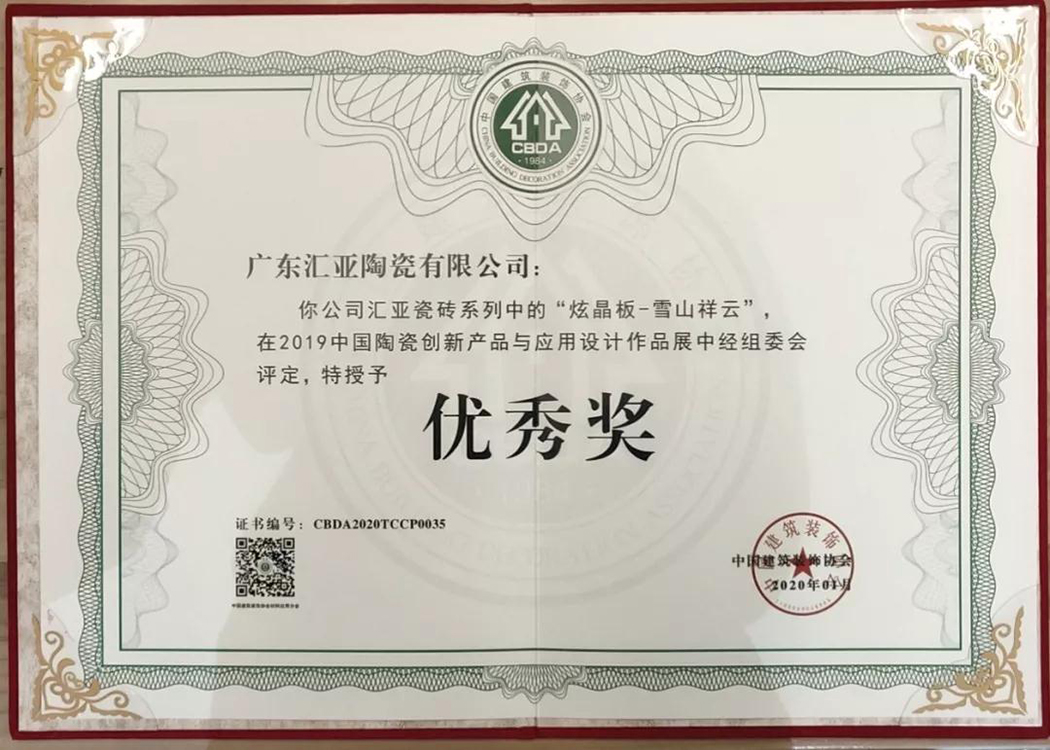 中国建筑装饰协会
CBDA
·1984·
CHINA BUILDING DECORATION ASSOCIATION
广东汇亚陶瓷有限公司：
你公司汇亚瓷砖系列中的“炫晶板-雪山祥云”，
在2019中国陶瓷创新产品与应用设计作品展中经组委会
评定，特授予
优秀奖
证书编号：CBDA2020TCCP0035
中国建筑装饰协会
2020年01月